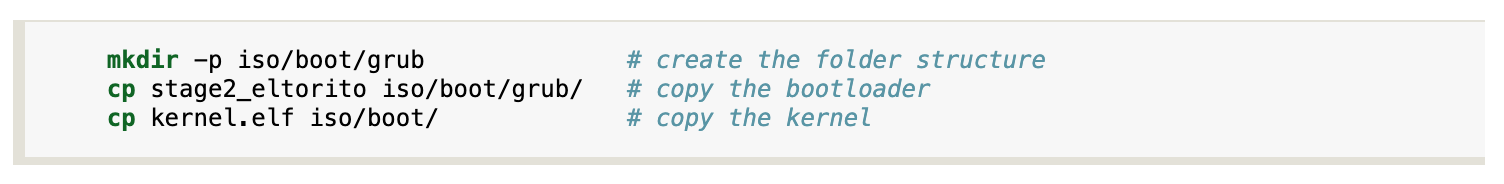 mkdir -p iso/boot/grub              # create the folder structure
cp stage2_eltorito iso/boot/grub/   # copy the bootloader
cp kernel.elf iso/boot/             # copy the kernel